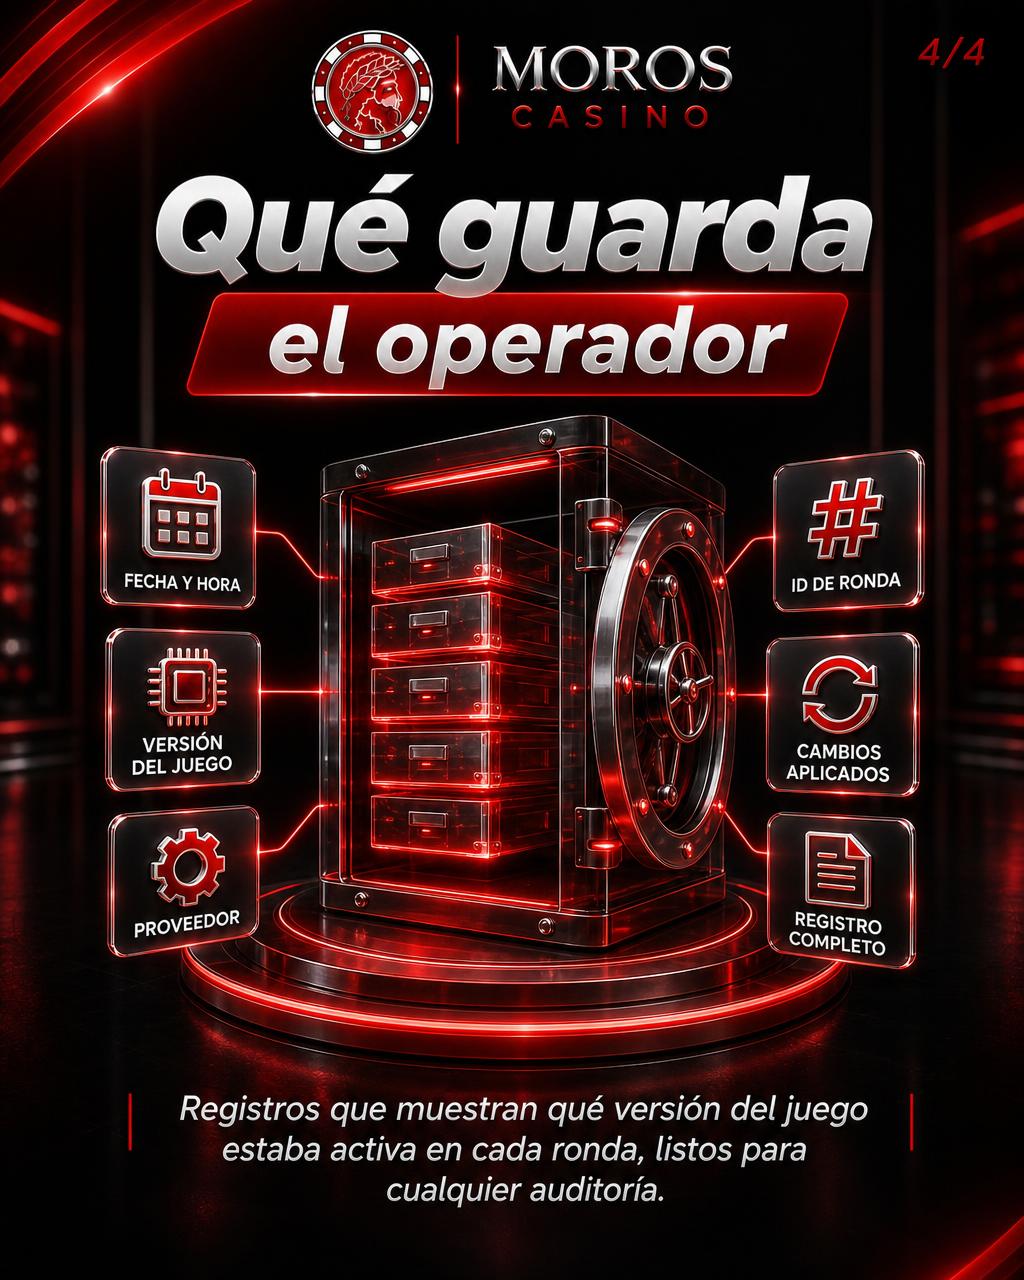 4/4
MOROS
CASINO
Qué guarda
el operador
FECHA Y HORA
VERSIÓN
DEL JUEGO
PROVEEDOR
ID DE RONDA
CAMBIOS
APLICADOS
REGISTRO
COMPLETO
Registros que muestran qué versión del juego
estaba activa en cada ronda, listos para
cualquier auditoría.